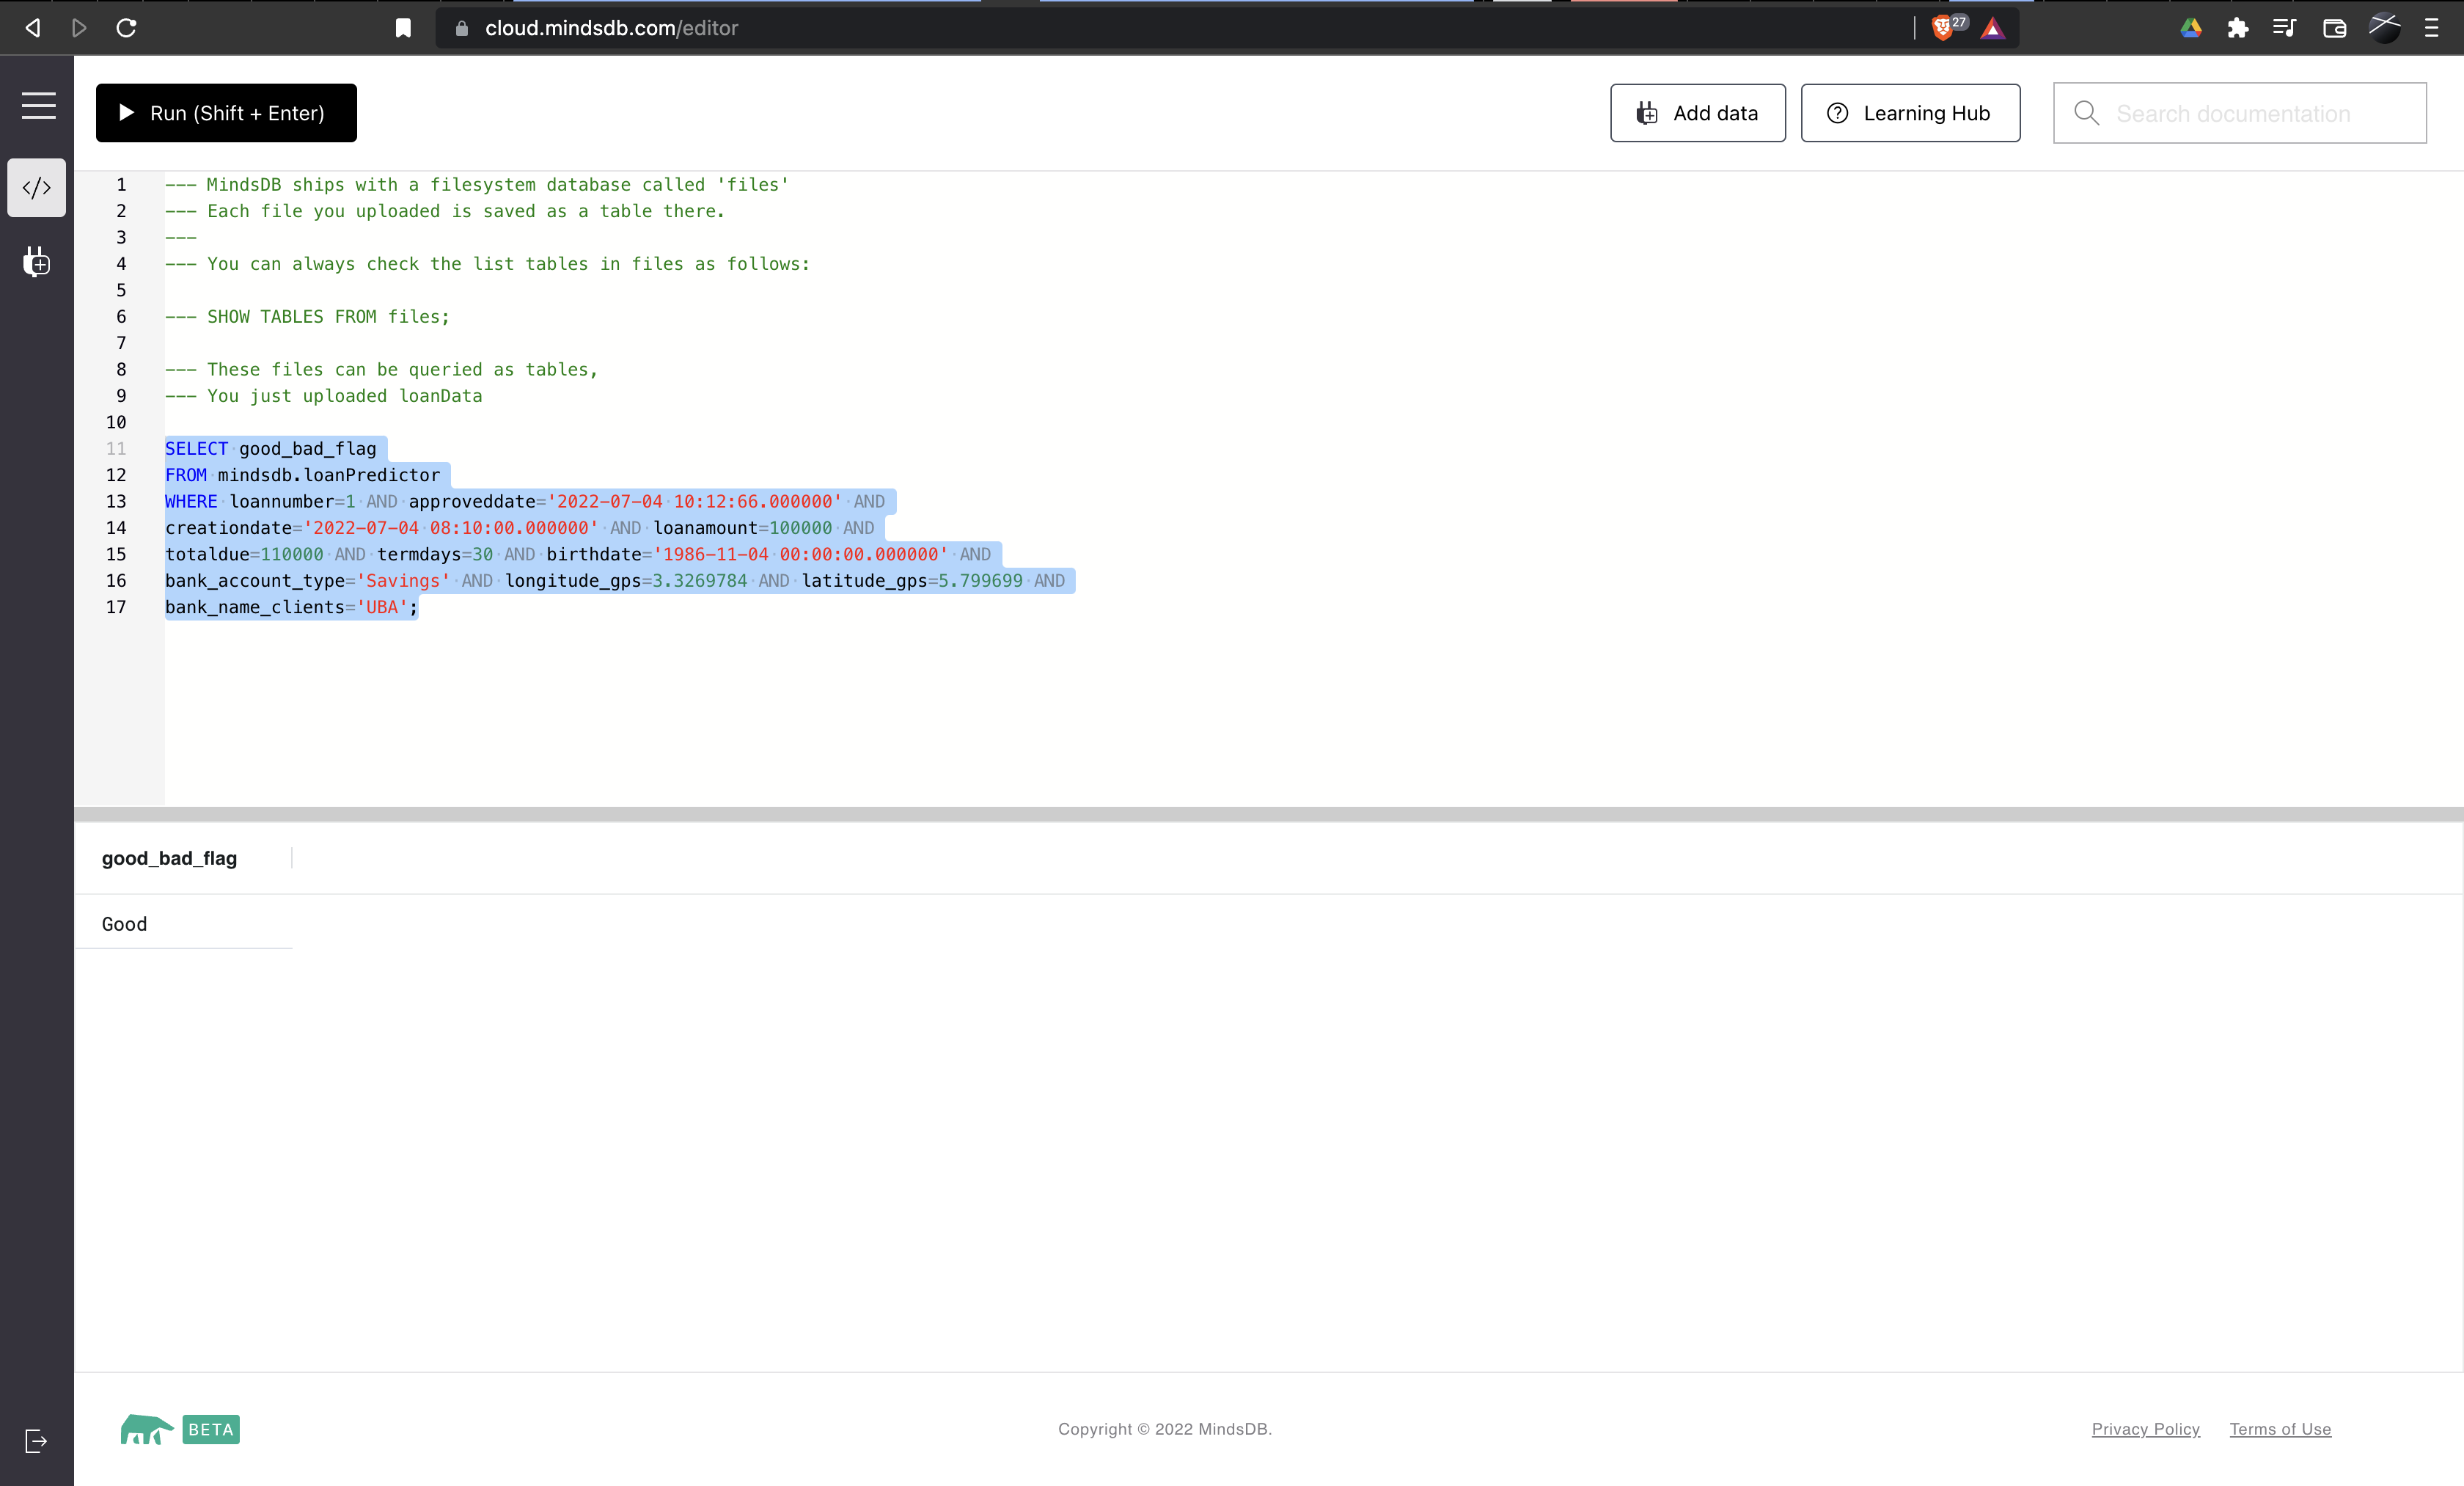 cloud.mindsdb.com/editor
27
Run (Shift + Enter)
Add data
Learning Hub
Search documentation
1 --- MindsDB ships with a filesystem database called 'files'
2 --- Each file you uploaded is saved as a table there.
3 ---
4 --- You can always check the list tables in files as follows:
5
6 --- SHOW TABLES FROM files;
7
8 --- These files can be queried as tables,
9 --- You just uploaded loanData
10
11 SELECT good_bad_flag
12 FROM mindsdb.loanPredictor
13 WHERE loannumber=1 AND approveddate='2022-07-04 10:12:66.000000' AND
14 creationdate='2022-07-04 08:10:00.000000' AND loanamount=100000 AND
15 totaldue=110000 AND termdays=30 AND birthdate='1986-11-04 00:00:00.000000' AND
16 bank_account_type='Savings' AND longitude_gps=3.3269784 AND latitude_gps=5.799699 AND
17 bank_name_clients='UBA';
good_bad_flag
Good
BETA
Copyright © 2022 MindsDB.
Privacy Policy
Terms of Use